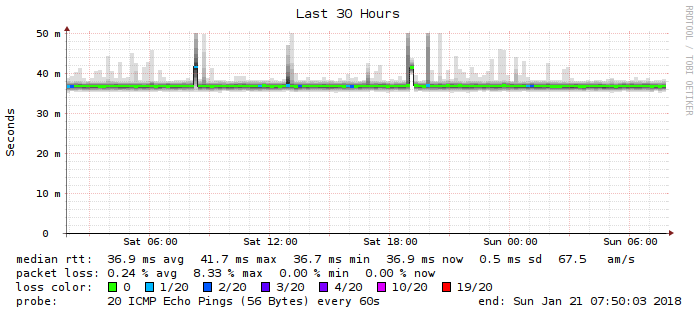 Last 30 Hours
RRDTOOL / TOBI OETIKER
Seconds
50 m
40 m
30 m
20 m
10 m
0
Sat 06:00 Sat 12:00 Sat 18:00 Sun 00:00 Sun 06:00
median rtt: 36.9 ms avg 41.7 ms max 36.7 ms min 36.9 ms now 0.5 ms sd 67.5 am/s
packet loss: 0.24 % avg 8.33 % max 0.00 % min 0.00 % now
loss color: 0 1/20 2/20 3/20 4/20 10/20 19/20
probe: 20 ICMP Echo Pings (56 Bytes) every 60s end: Sun Jan 21 07:50:03 2018